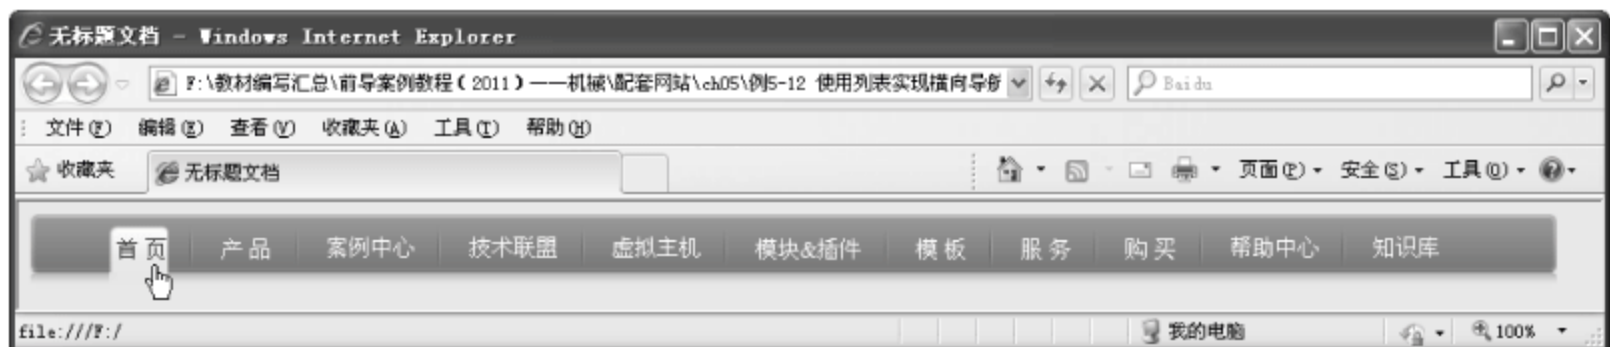 无标题文档 - Windows Internet Explorer
F:\教材编写汇总\前导案例教程（2011）——机械\配套网站\ch05\例5-12 使用列表实现横向导航 Baidu
文件(F) 编辑(E) 查看(V) 收藏夹(A) 工具(T) 帮助(H)
收藏夹 无标题文档 页面(P) 安全(S) 工具(O)
首 页 产 品 案例中心 技术联盟 虚拟主机 模块&插件 模 板 服 务 购 买 帮助中心 知识库
file:///F:/ 我的电脑 100%